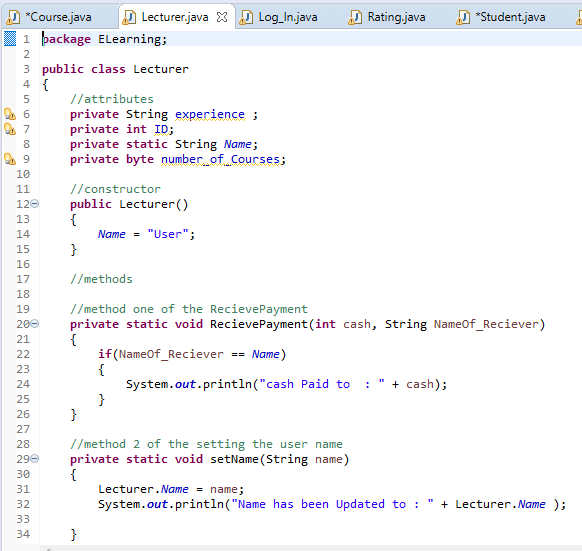 *Course.java Lecturer.java Log_In.java Rating.java *Student.java
1 package ELearning;
2
3 public class Lecturer
4 {
5 //attributes
6 private String experience ;
7 private int ID;
8 private static String Name;
9 private byte number_of_Courses;
10
11 //constructor
12 public Lecturer()
13 {
14 Name = "User";
15 }
16
17 //methods
18
19 //method one of the RecievePayment
20 private static void RecievePayment(int cash, String NameOf_Reciever)
21 {
22 if(NameOf_Reciever == Name)
23 {
24 System.out.println("cash Paid to  : " + cash);
25 }
26 }
27
28 //method 2 of the setting the user name
29 private static void setName(String name)
30 {
31 Lecturer.Name = name;
32 System.out.println("Name has been Updated to : " + Lecturer.Name );
33
34 }